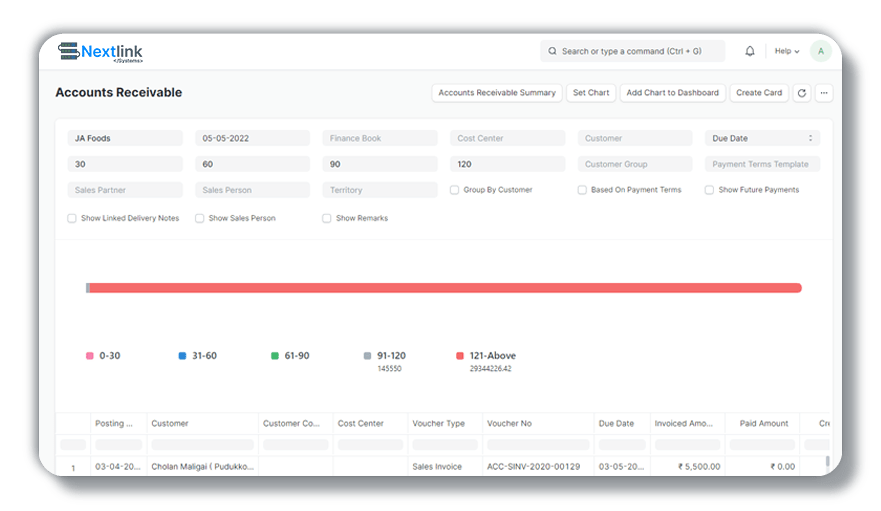 Nextlink
</Systems>
Search or type a command (Ctrl + G)
Help
A
Accounts Receivable
Accounts Receivable Summary
Set Chart
Add Chart to Dashboard
Create Card
...
JA Foods
05-05-2022
Finance Book
Cost Center
Customer
Due Date
30
60
90
120
Customer Group
Payment Terms Template
Sales Partner
Sales Person
Territory
Group By Customer
Based On Payment Terms
Show Future Payments
Show Linked Delivery Notes
Show Sales Person
Show Remarks
0-30
31-60
61-90
91-120
121-Above
145550
29344226.42
Posting ...
Customer
Customer Co...
Cost Center
Voucher Type
Voucher No
Due Date
Invoiced Amo...
Paid Amount
Cr
1
03-04-20...
Cholan Maligai ( Pudukko...
Sales Invoice
ACC-SINV-2020-00129
03-05-20...
₹ 5,500.00
₹ 0.00